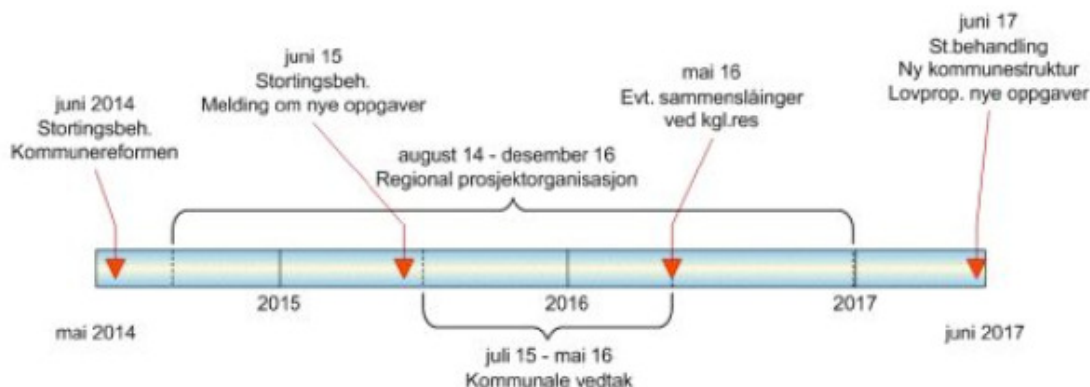 juni 2014
Stortingsbeh.
Kommunereformen
juni 15
Stortingsbeh.
Melding om nye oppgaver
august 14 - desember 16
Regional prosjektorganisasjon
mai 16
Evt. sammenslåinger
ved kgl.res
juni 17
St.behandling
Ny kommunestruktur
Lovprop. nye oppgaver
2015
2016
2017
mai 2014
juni 2017
juli 15 - mai 16
Kommunale vedtak